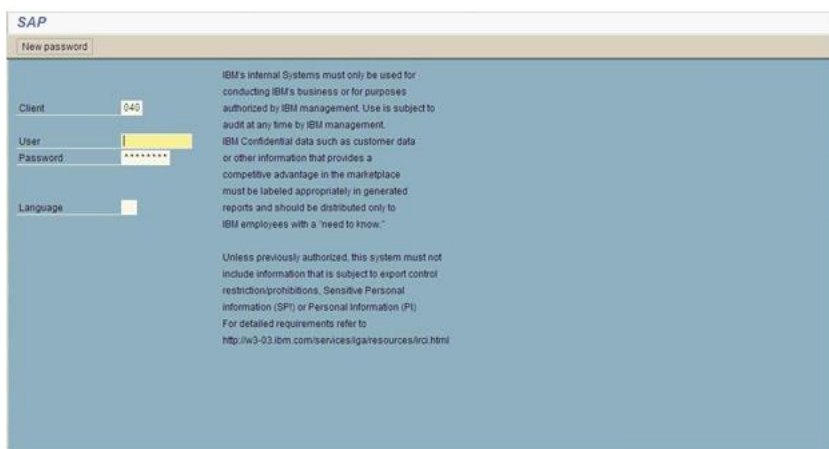 SAP
New password
Client 040
User
Password ********
Language
IBM's internal Systems must only be used for
conducting IBM's business or for purposes
authorized by IBM management. Use is subject to
audit at any time by IBM management.
IBM Confidential data such as customer data
or other information that provides a
competitive advantage in the marketplace
must be labeled appropriately in generated
reports and should be distributed only to
IBM employees with a "need to know."
Unless previously authorized, this system must not
include information that is subject to export control
restriction/prohibitions, Sensitive Personal
information (SPI) or Personal Information (PI)
For detailed requirements refer to
http://w3-03.ibm.com/services/iga/resources/irci.html